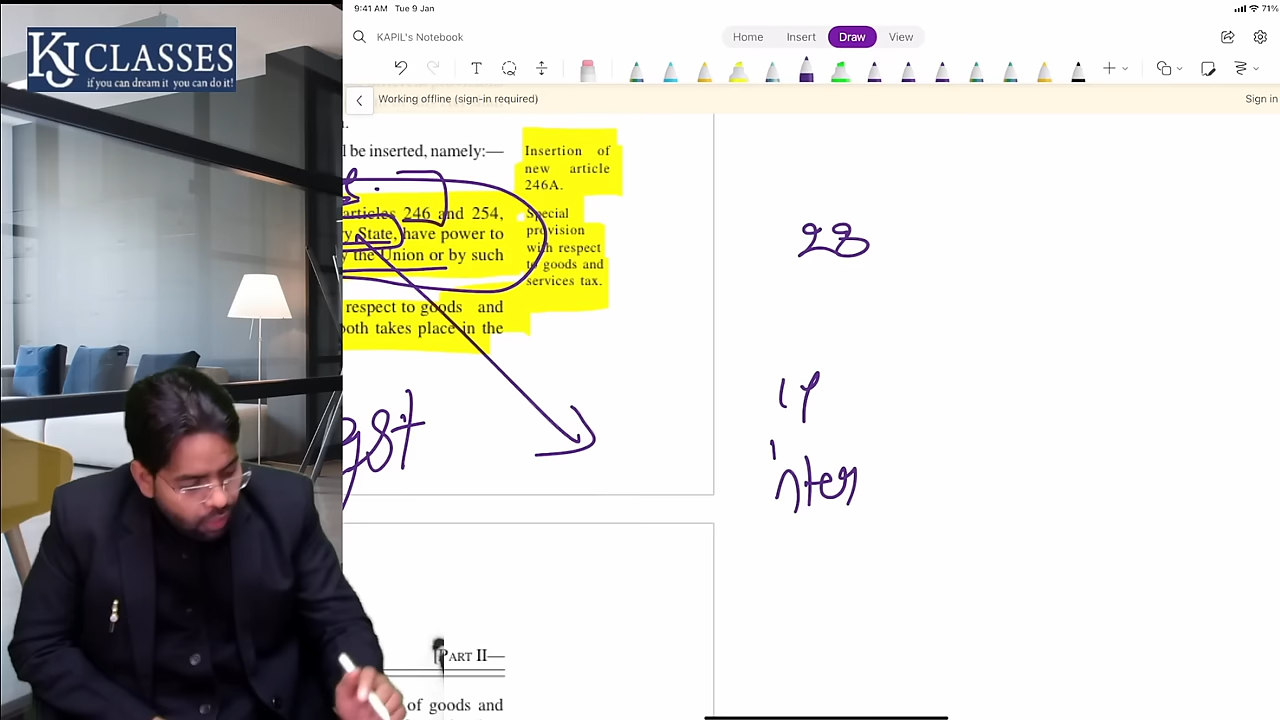 9:41 AM Tue 9 Jan
71%
KJ CLASSES
if you can dream it you can do it!
KAPIL's Notebook
Home Insert Draw View
Working offline (sign-in required)
Sign in
be inserted, namely:—
Insertion of
new article
246A.
articles 246 and 254,
State, have power to
the Union or by such
Special
provision
with respect
to goods and
services tax.
respect to goods and
both takes place in the
gst
28
if
inter
PART II—
of goods and